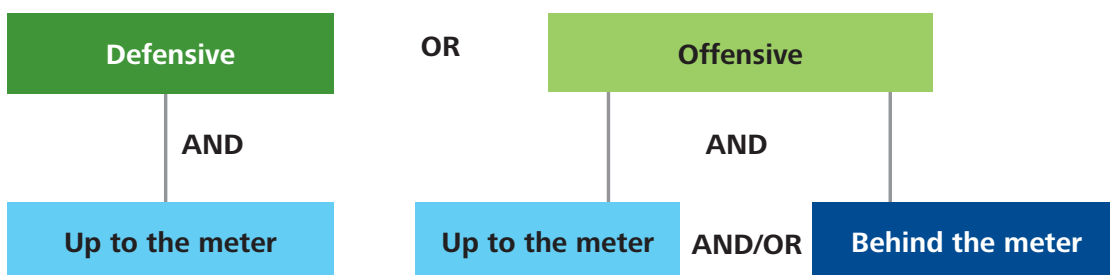 Defensive
OR
Offensive
AND
AND
Up to the meter
Up to the meter
AND/OR
Behind the meter